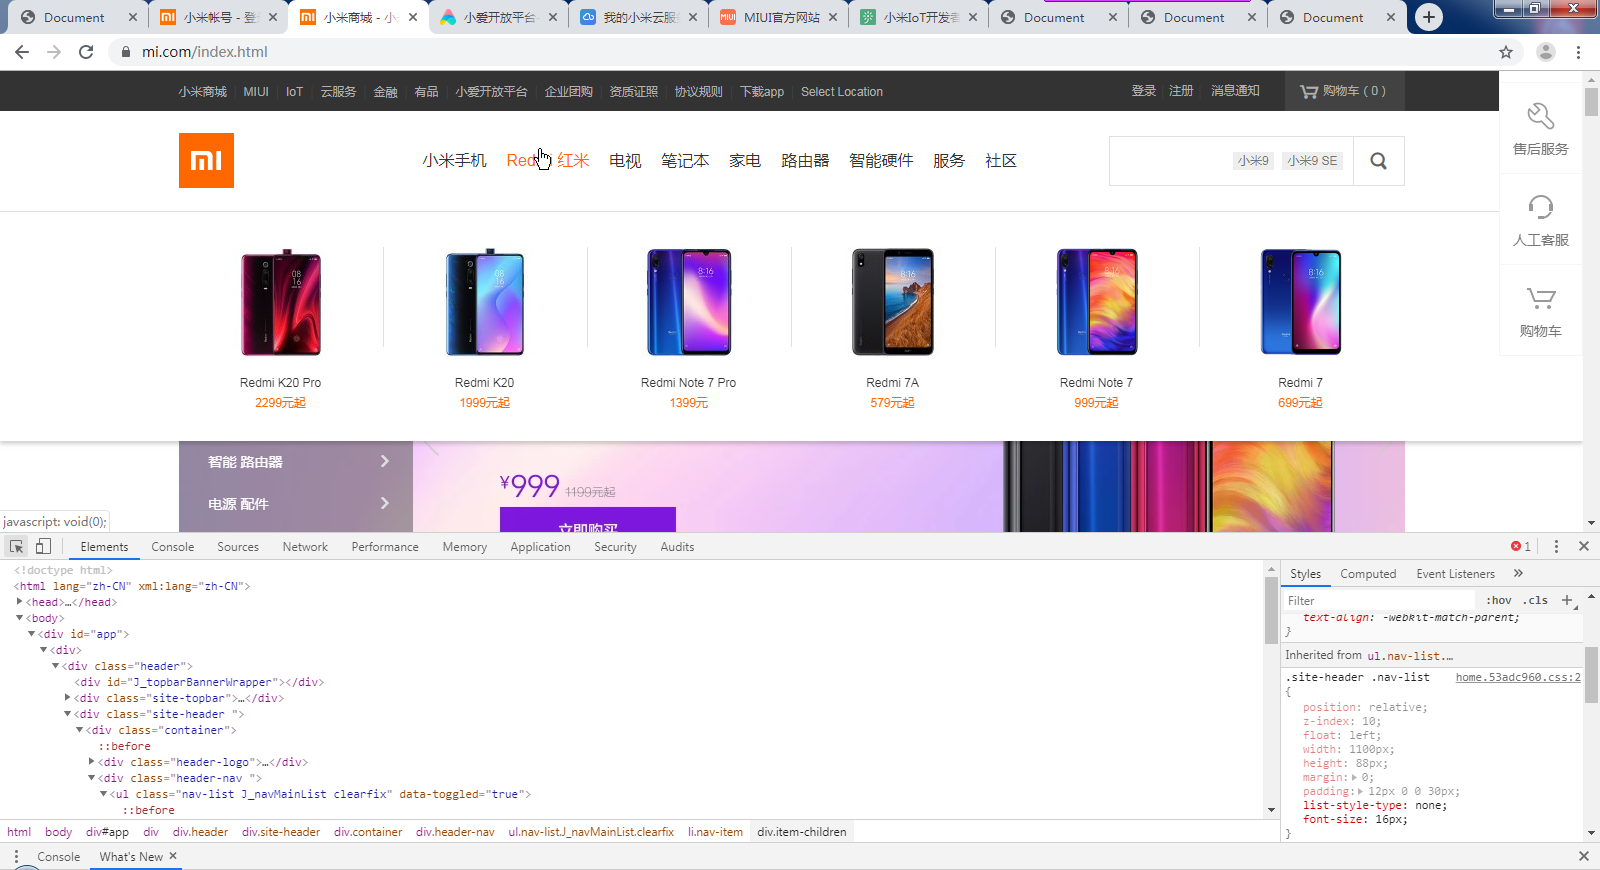 Document
小米帐号 - 登
小米商城 - 小
小爱开放平台-
我的小米云服
MIUI官方网站
小米IoT开发者
Document
Document
Document
mi.com/index.html
小米商城 MIUI IoT 云服务 金融 有品 小爱开放平台 企业团购 资质证照 协议规则 下载app Select Location
登录 注册 消息通知 购物车 ( 0 )
小米手机 Red 红米 电视 笔记本 家电 路由器 智能硬件 服务 社区
小米9 小米9 SE
售后服务
人工客服
购物车
Redmi K20 Pro
2299元起
Redmi K20
1999元起
Redmi Note 7 Pro
1399元
Redmi 7A
579元起
Redmi Note 7
999元起
Redmi 7
699元起
智能 路由器
电源 配件
¥999 1199元起
立即购买
javascript: void(0);
Elements Console Sources Network Performance Memory Application Security Audits
1
<!doctype html>
<html lang="zh-CN" xml:lang="zh-CN">
<head>…</head>
<body>
<div id="app">
<div>
<div class="header">
<div id="J_topbarBannerWrapper"></div>
<div class="site-topbar">…</div>
<div class="site-header ">
<div class="container">
::before
<div class="header-logo">…</div>
<div class="header-nav ">
<ul class="nav-list J_navMainList clearfix" data-toggled="true">
::before
html body div#app div div.header div.site-header div.container div.header-nav ul.nav-list.J_navMainList.clearfix li.nav-item div.item-children
Styles Computed Event Listeners »
Filter :hov .cls +
text-align: -webkit-match-parent;
}
Inherited from ul.nav-list.…
.site-header .nav-list home.53adc960.css:2
{
position: relative;
z-index: 10;
float: left;
width: 1100px;
height: 88px;
margin: 0;
padding: 12px 0 0 30px;
list-style-type: none;
font-size: 16px;
}
Console What's New